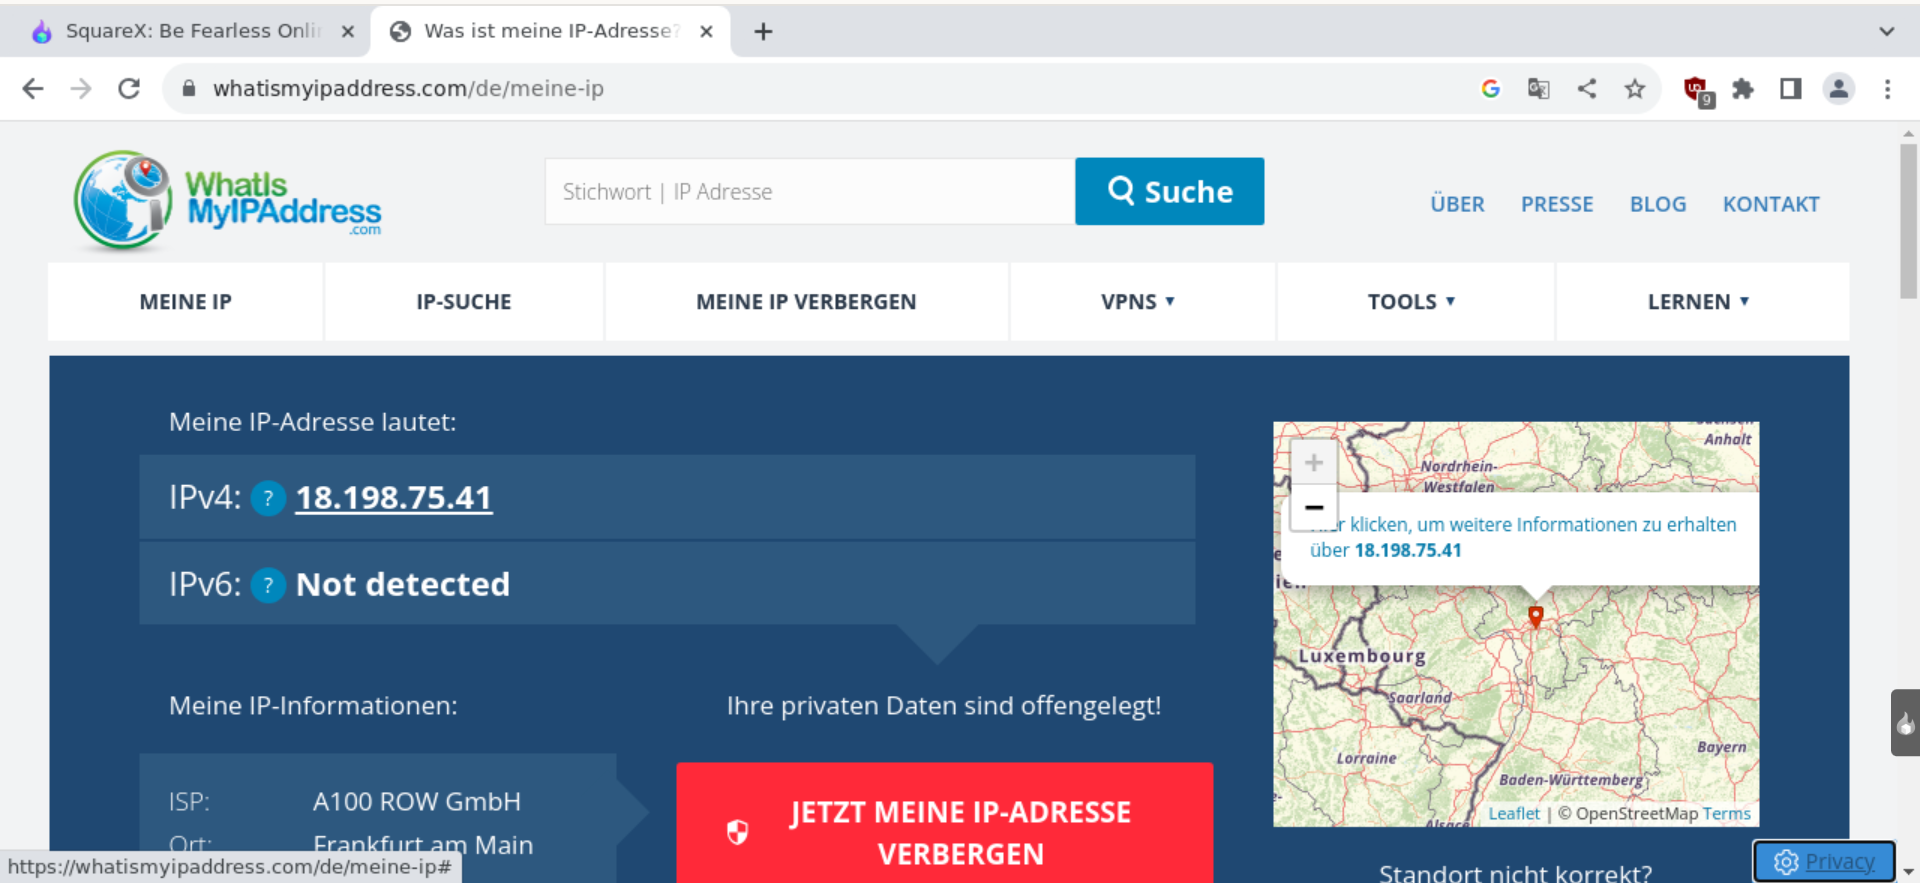 SquareX: Be Fearless Onli
Was ist meine IP-Adresse?
whatismyipaddress.com/de/meine-ip
9
WhatIs
MyIPAddress
.com
Stichwort | IP Adresse
Suche
ÜBER
PRESSE
BLOG
KONTAKT
MEINE IP
IP-SUCHE
MEINE IP VERBERGEN
VPNS
TOOLS
LERNEN
Meine IP-Adresse lautet:
IPv4: ? 18.198.75.41
IPv6: ? Not detected
Meine IP-Informationen:
ISP: A100 ROW GmbH
Ort: Frankfurt am Main
Ihre privaten Daten sind offengelegt!
JETZT MEINE IP-ADRESSE
VERBERGEN
Anhalt
Nordrhein-
Westfalen
+
−
Hier klicken, um weitere Informationen zu erhalten
über 18.198.75.41
Luxembourg
Saarland
Lorraine
Bayern
Baden-Württemberg
Alsace
Leaflet | © OpenStreetMap Terms
Standort nicht korrekt?
Privacy
https://whatismyipaddress.com/de/meine-ip#